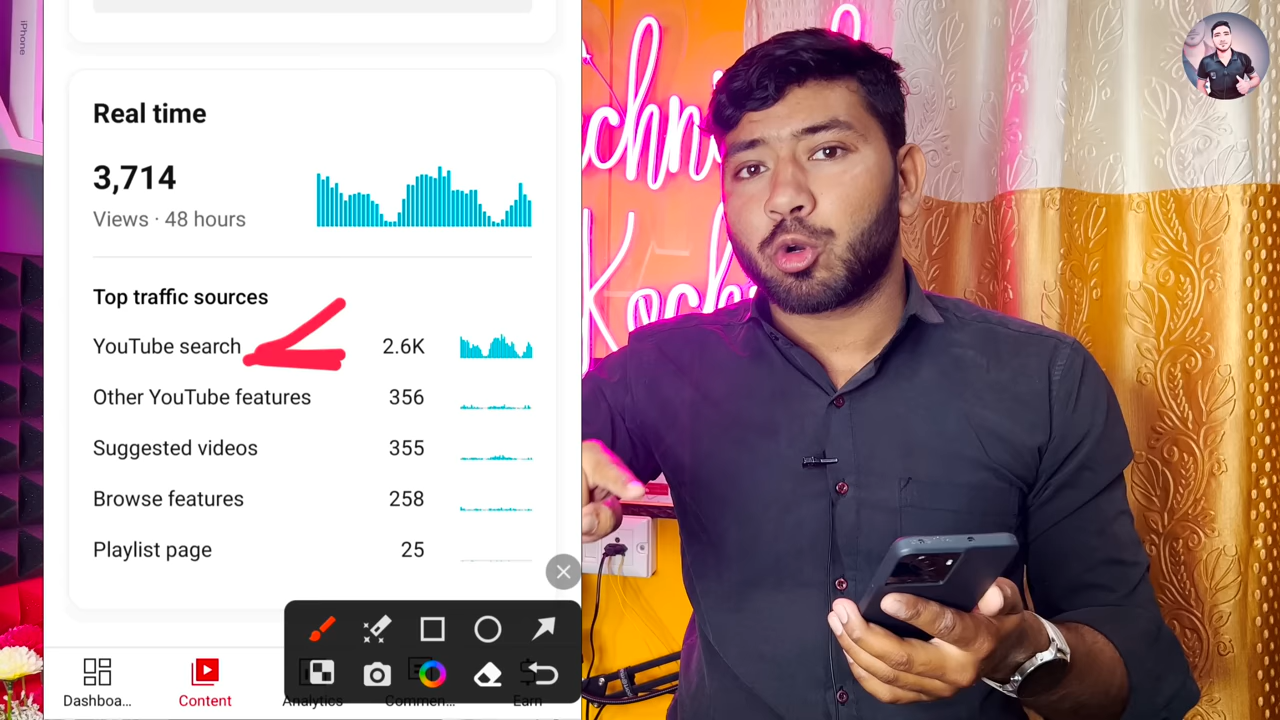 iPhone
Real time
3,714
Views · 48 hours
Top traffic sources
YouTube search 2.6K
Other YouTube features 356
Suggested videos 355
Browse features 258
Playlist page 25
Dashboa... Content Analytics Commen... Earn